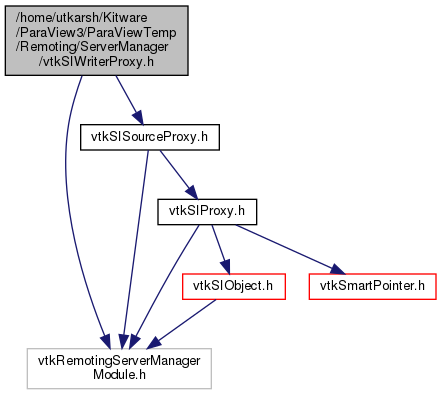 /home/utkarsh/Kitware
/ParaView3/ParaViewTemp
/Remoting/ServerManager
/vtkSIWriterProxy.h
vtkSISourceProxy.h
vtkSIProxy.h
vtkSIObject.h
vtkSmartPointer.h
vtkRemotingServerManager
Module.h